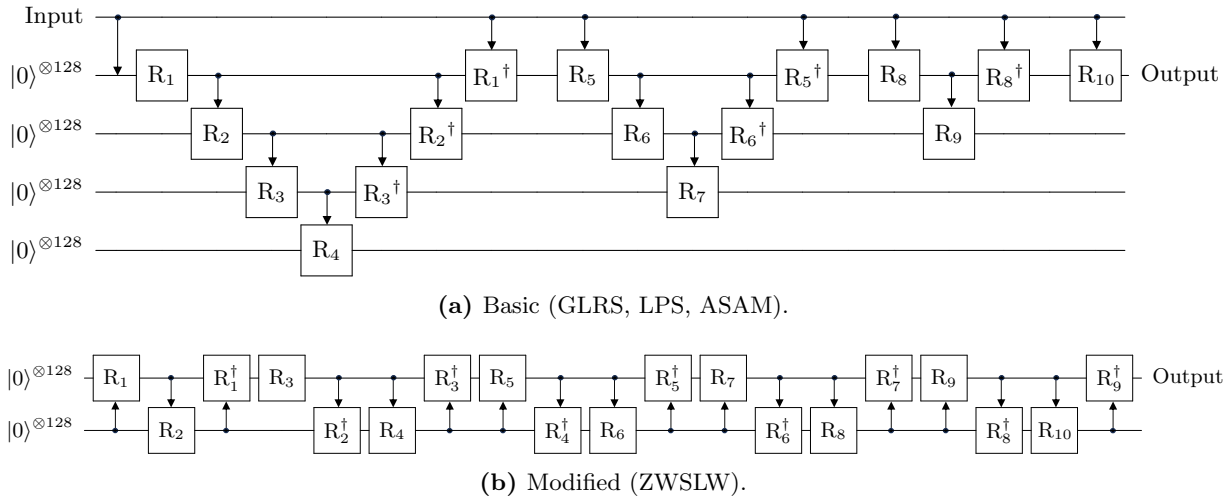 Input
|0⟩⊗128 R₁ R₁† R₅ R₅† R₈ R₈† R₁₀ Output
|0⟩⊗128 R₂ R₂† R₆ R₆† R₉
|0⟩⊗128 R₃ R₃† R₇
|0⟩⊗128 R₄
(a) Basic (GLRS, LPS, ASAM).
|0⟩⊗128 R₁ R₁† R₃ R₃† R₅ R₅† R₇ R₇† R₉ R₉† Output
|0⟩⊗128 R₂ R₂† R₄ R₄† R₆ R₆† R₈ R₈† R₁₀
(b) Modified (ZWSLW).